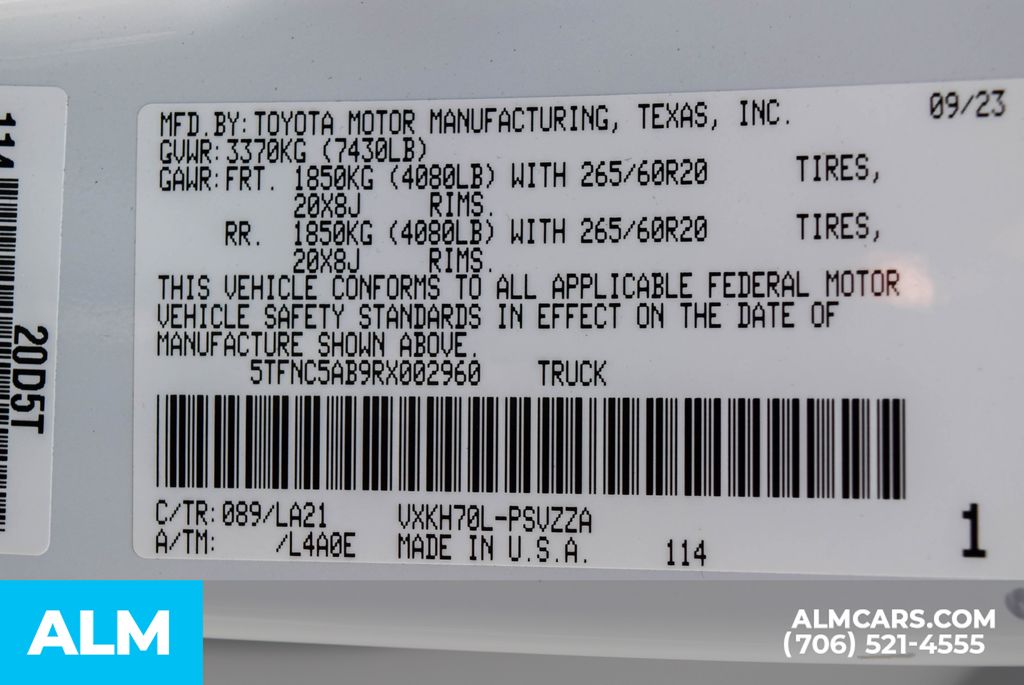 114
20D5T
MFD.BY:TOYOTA MOTOR MANUFACTURING, TEXAS, INC. 09/23
GVWR:3370KG (7430LB)
GAWR:FRT. 1850KG (4080LB) WITH 265/60R20 TIRES,
20X8J RIMS.
RR. 1850KG (4080LB) WITH 265/60R20 TIRES,
20X8J RIMS.
THIS VEHICLE CONFORMS TO ALL APPLICABLE FEDERAL MOTOR
VEHICLE SAFETY STANDARDS IN EFFECT ON THE DATE OF
MANUFACTURE SHOWN ABOVE.
5TFNC5AB9RX002960 TRUCK
C/TR:089/LA21 VXKH70L-PSVZZA
A/TM: /L4A0E MADE IN U.S.A. 114
1
ALM
ALMCARS.COM
(706) 521-4555